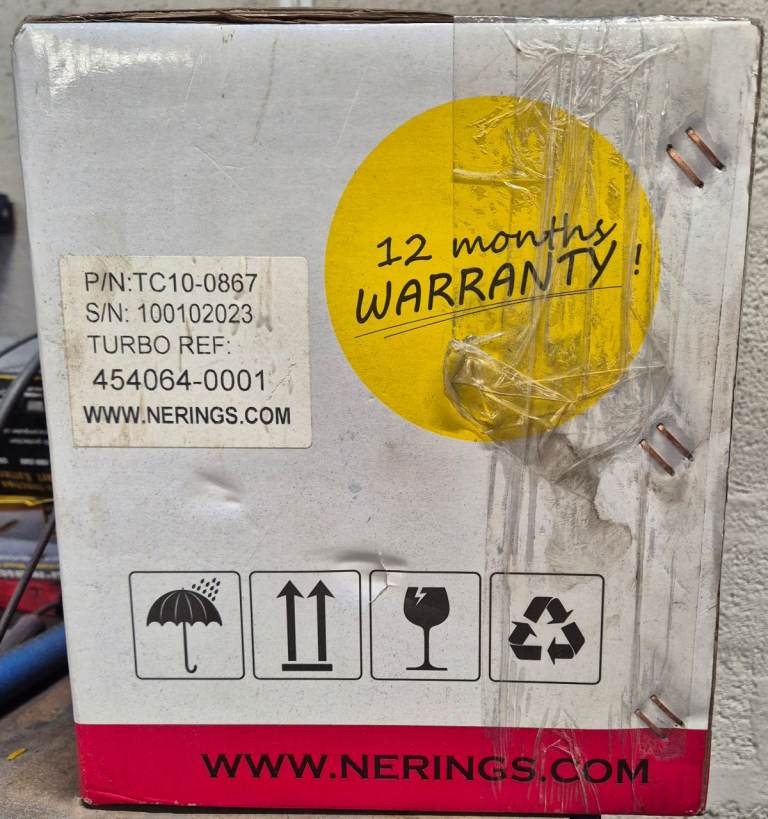 12 months
WARRANTY !
P/N:TC10-0867
S/N: 100102023
TURBO REF:
454064-0001
WWW.NERINGS.COM
WWW.NERINGS.COM